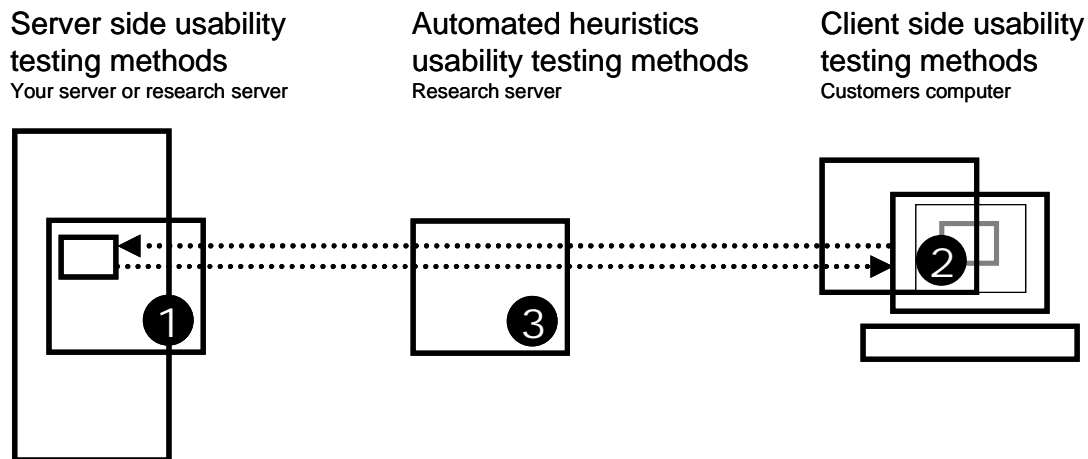 Server side usability
testing methods
Your server or research server
Automated heuristics
usability testing methods
Research server
Client side usability
testing methods
Customers computer
1
3
2